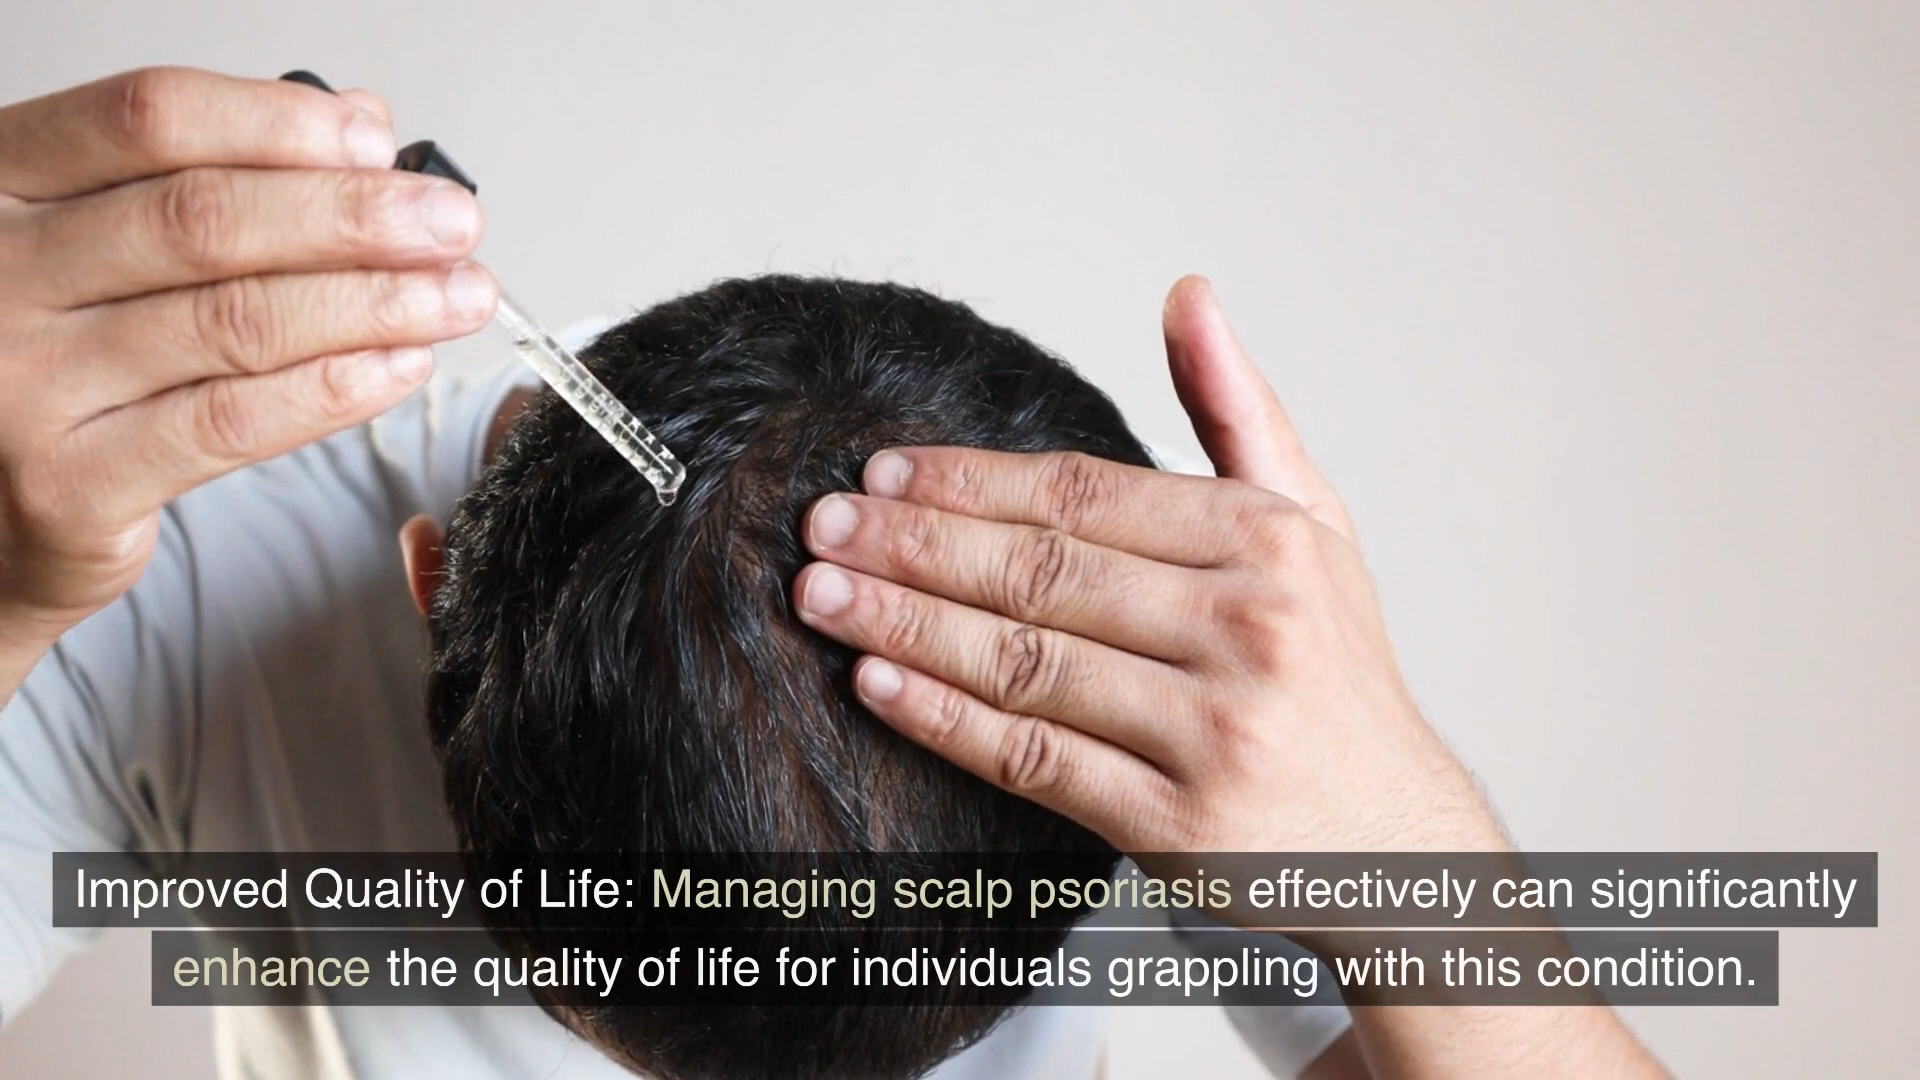 Improved Quality of Life: Managing scalp psoriasis effectively can significantly
enhance the quality of life for individuals grappling with this condition.